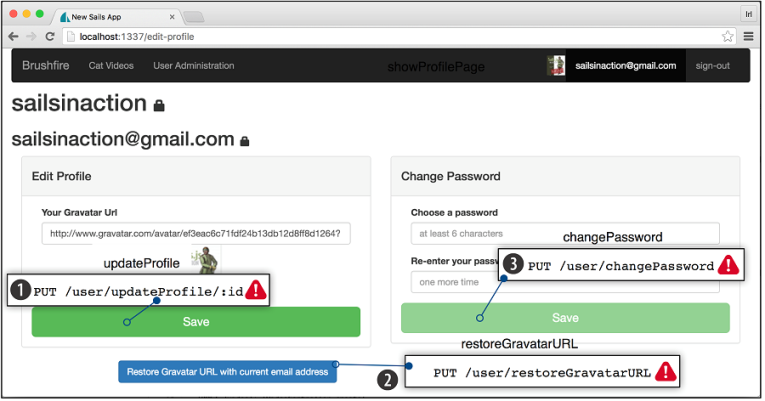 New Sails App
Irl
localhost:1337/edit-profile
Brushfire Cat Videos User Administration showProfilePage sailsinaction@gmail.com sign-out
sailsinaction
sailsinaction@gmail.com
Edit Profile
Your Gravatar Url
http://www.gravatar.com/avatar/ef3eac6c71fdf24b13db12d8ff8d1264?
updateProfile
1 PUT /user/updateProfile/:id
Save
Restore Gravatar URL with current email address
Change Password
Choose a password
at least 6 characters
changePassword
Re-enter your passw
3 PUT /user/changePassword
one more time
Save
restoreGravatarURL
2 PUT /user/restoreGravatarURL